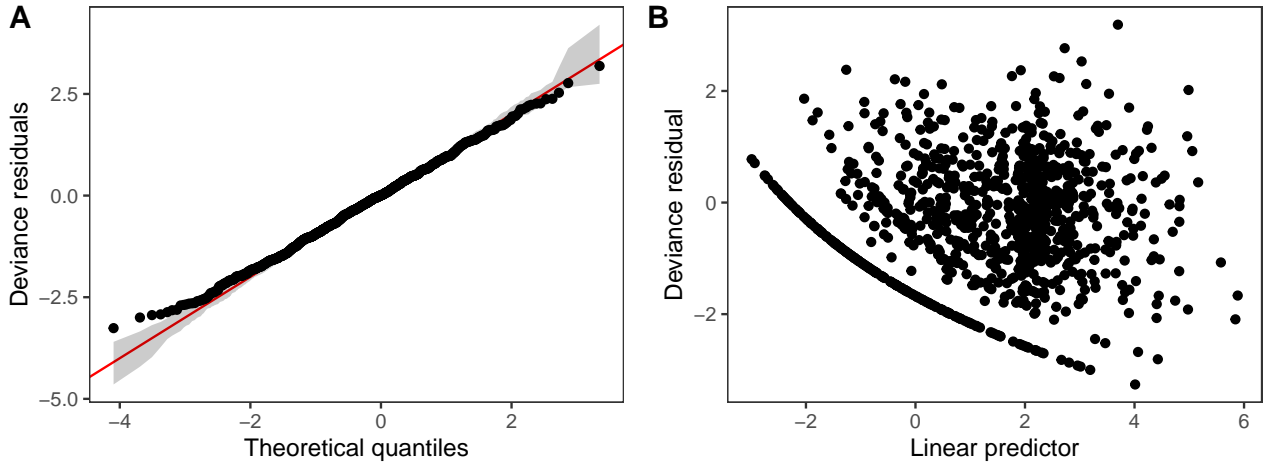 A
Deviance residuals
2.5
0.0
−2.5
−5.0
−4
−2
0
2
Theoretical quantiles
B
Deviance residual
2
0
−2
−2
0
2
4
6
Linear predictor